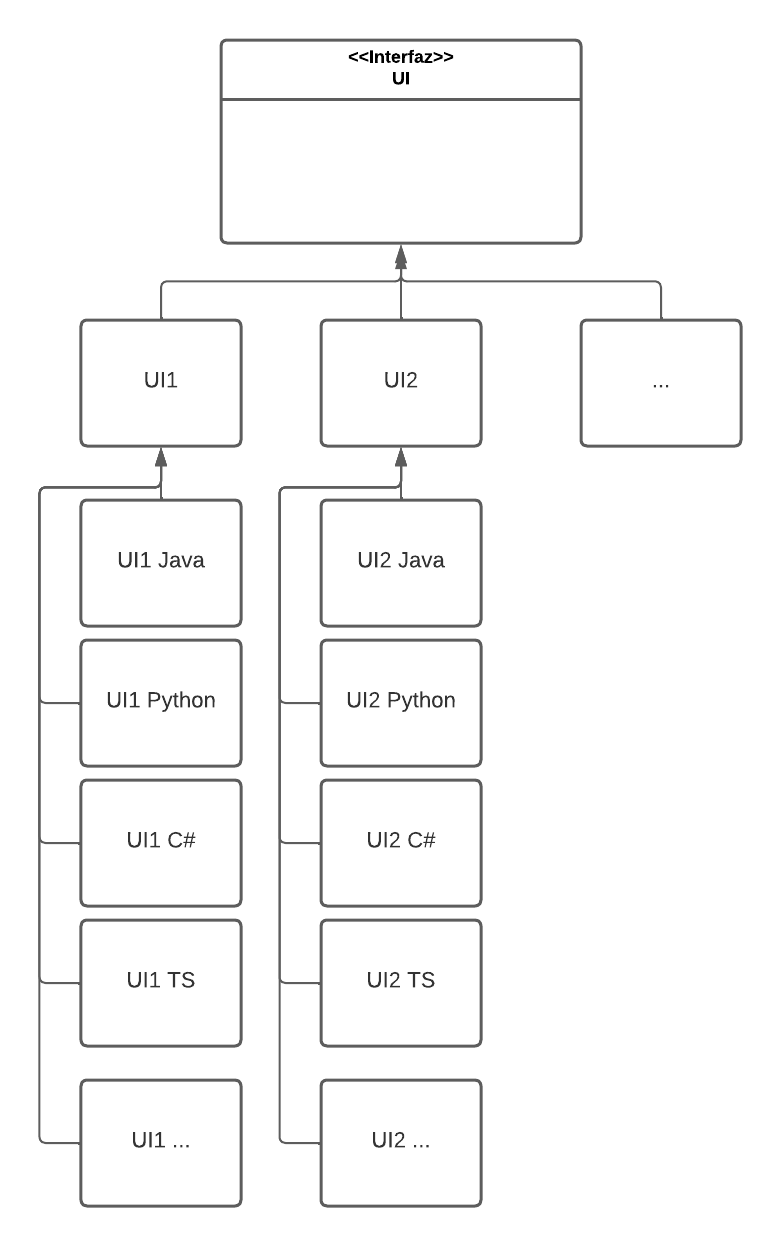 <<Interfaz>>
UI
UI1
UI2
...
UI1 Java
UI2 Java
UI1 Python
UI2 Python
UI1 C#
UI2 C#
UI1 TS
UI2 TS
UI1 ...
UI2 ...